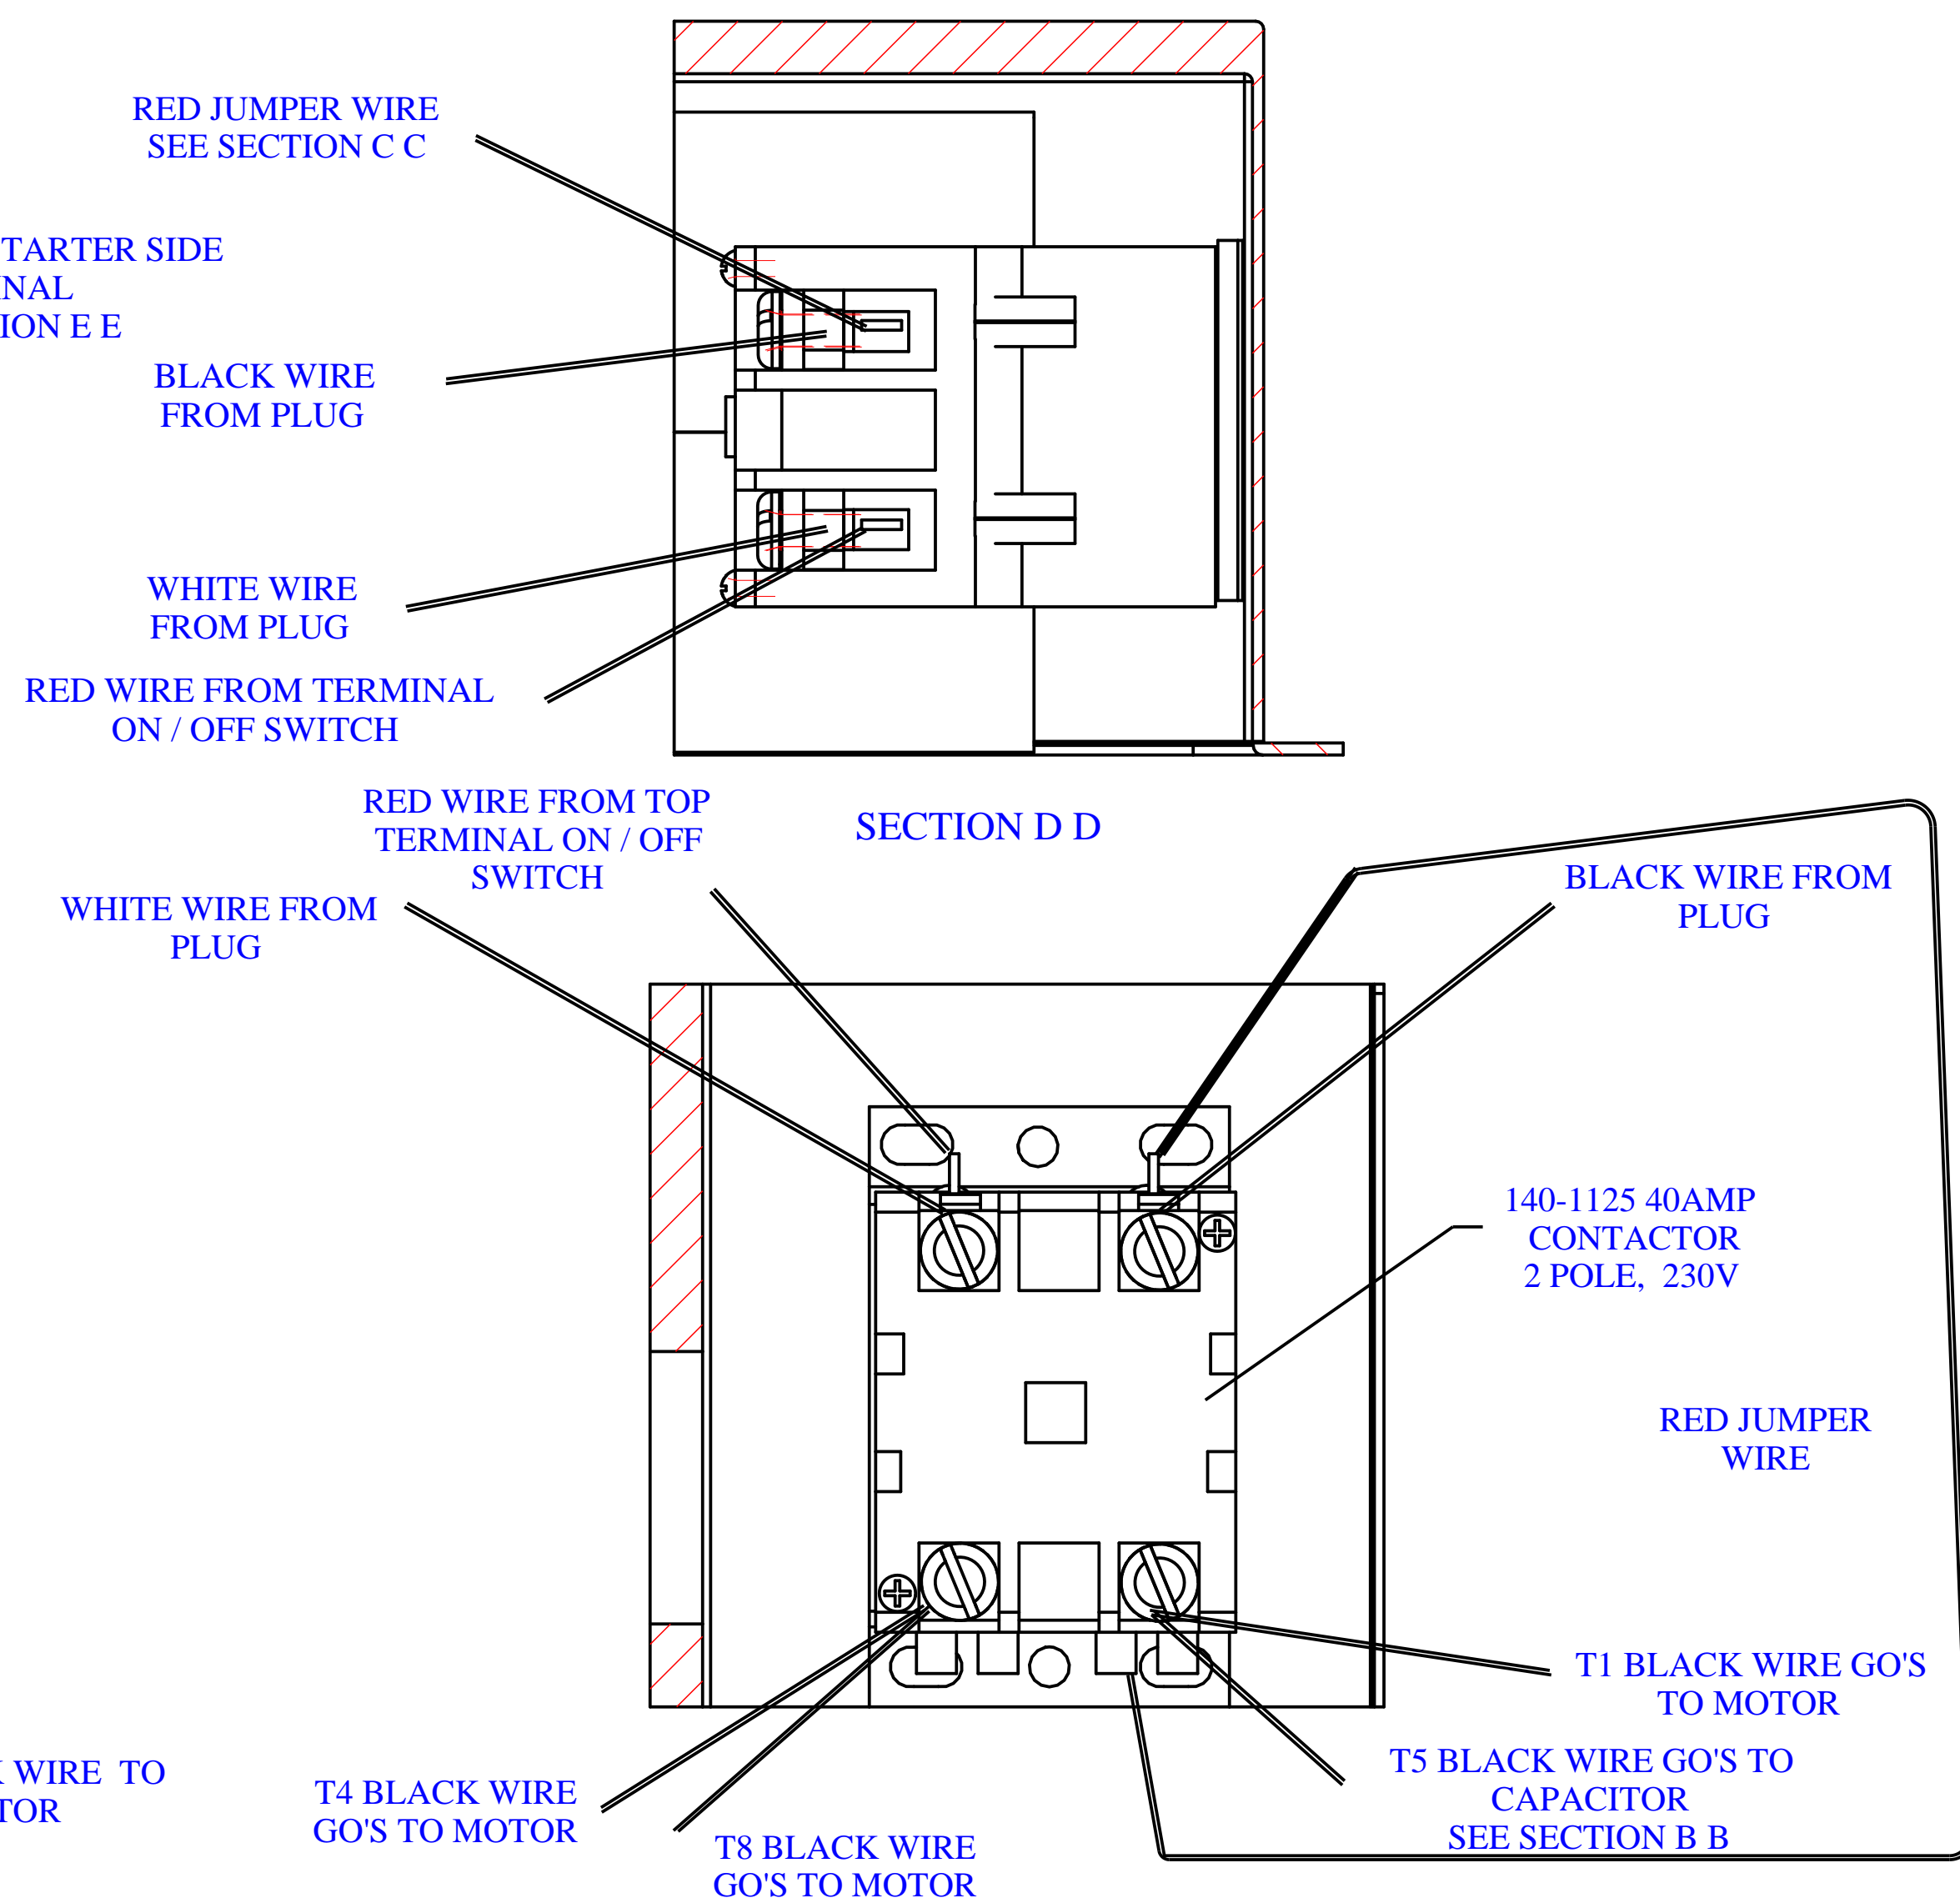 RED JUMPER WIRE
SEE SECTION C C
TARTER SIDE
NAL
ION E E
BLACK WIRE
FROM PLUG
WHITE WIRE
FROM PLUG
RED WIRE FROM TERMINAL
ON / OFF SWITCH
SECTION D D
RED WIRE FROM TOP
TERMINAL ON / OFF
SWITCH
WHITE WIRE FROM
PLUG
BLACK WIRE FROM
PLUG
140-1125 40AMP
CONTACTOR
2 POLE, 230V
RED JUMPER
WIRE
T1 BLACK WIRE GO'S
TO MOTOR
T5 BLACK WIRE GO'S TO
CAPACITOR
SEE SECTION B B
WIRE TO
TOR
T4 BLACK WIRE
GO'S TO MOTOR
T8 BLACK WIRE
GO'S TO MOTOR